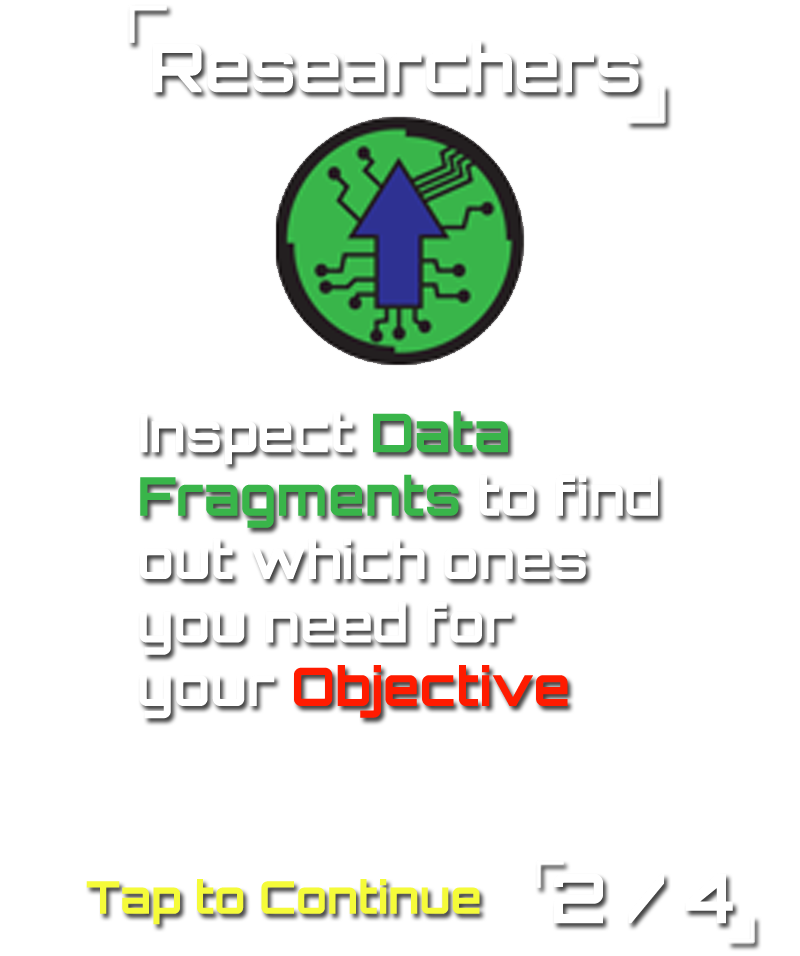 Researchers
Inspect Data
Fragments to find
out which ones
you need for
your Objective
Tap to Continue
2 / 4